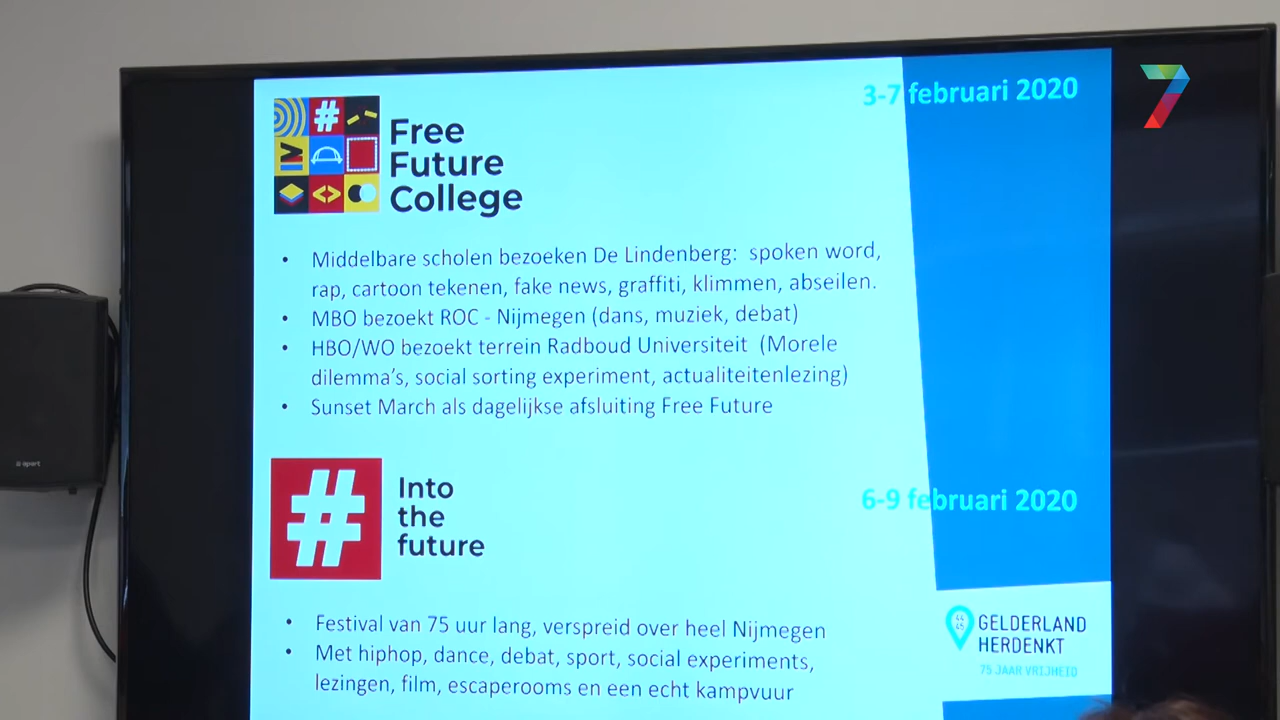 3-7 februari 2020
7
#
Free
Future
College
• Middelbare scholen bezoeken De Lindenberg: spoken word,
rap, cartoon tekenen, fake news, graffiti, klimmen, abseilen.
• MBO bezoekt ROC - Nijmegen (dans, muziek, debat)
• HBO/WO bezoekt terrein Radboud Universiteit (Morele
dilemma's, social sorting experiment, actualiteitenlezing)
• Sunset March als dagelijkse afsluiting Free Future
apart
#
Into
the
future
6-9 februari 2020
• Festival van 75 uur lang, verspreid over heel Nijmegen
• Met hiphop, dance, debat, sport, social experiments,
lezingen, film, escaperooms en een echt kampvuur
44
45
GELDERLAND
HERDENKT
75 JAAR VRIJHEID